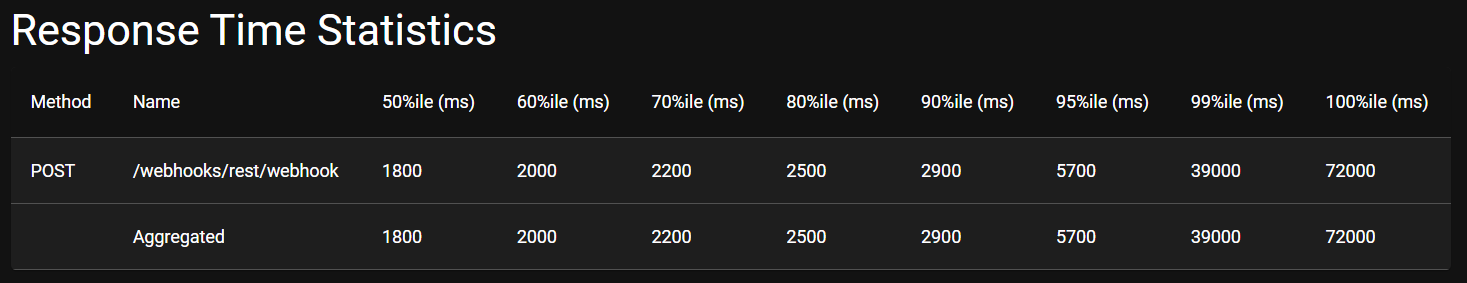 Response Time Statistics
Method Name 50%ile (ms) 60%ile (ms) 70%ile (ms) 80%ile (ms) 90%ile (ms) 95%ile (ms) 99%ile (ms) 100%ile (ms)
POST /webhooks/rest/webhook 1800 2000 2200 2500 2900 5700 39000 72000
Aggregated 1800 2000 2200 2500 2900 5700 39000 72000